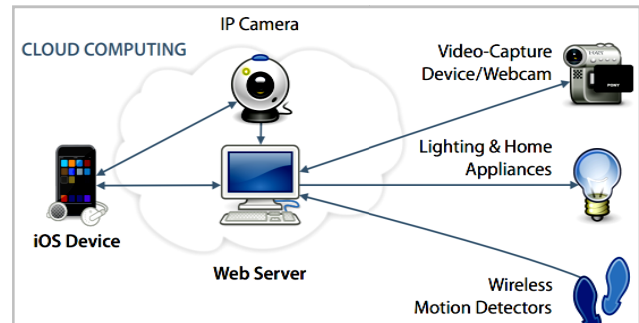 IP Camera
CLOUD COMPUTING
Video-Capture
Device/Webcam
Lighting & Home
Appliances
iOS Device
Web Server
Wireless
Motion Detectors